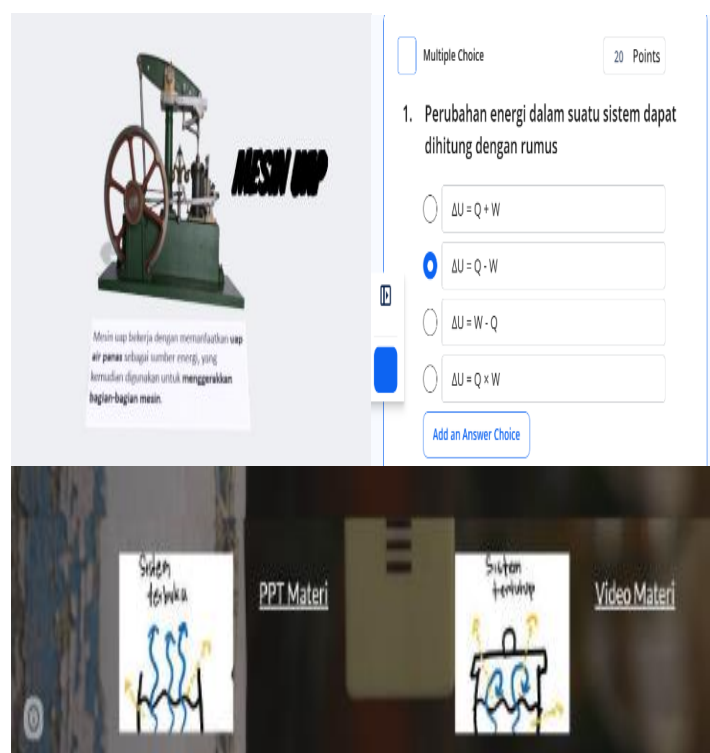 MESIN UAP
Mesin uap bekerja dengan memanfaatkan uap
air panas sebagai sumber energi, yang
kemudian digunakan untuk menggerakkan
bagian-bagian mesin.
Multiple Choice
20 Points
1. Perubahan energi dalam suatu sistem dapat
dihitung dengan rumus
ΔU = Q + W
ΔU = Q - W
ΔU = W - Q
ΔU = Q × W
Add an Answer Choice
Sistem
terbuka
PPT Materi
Sistem
tertutup
Video Materi